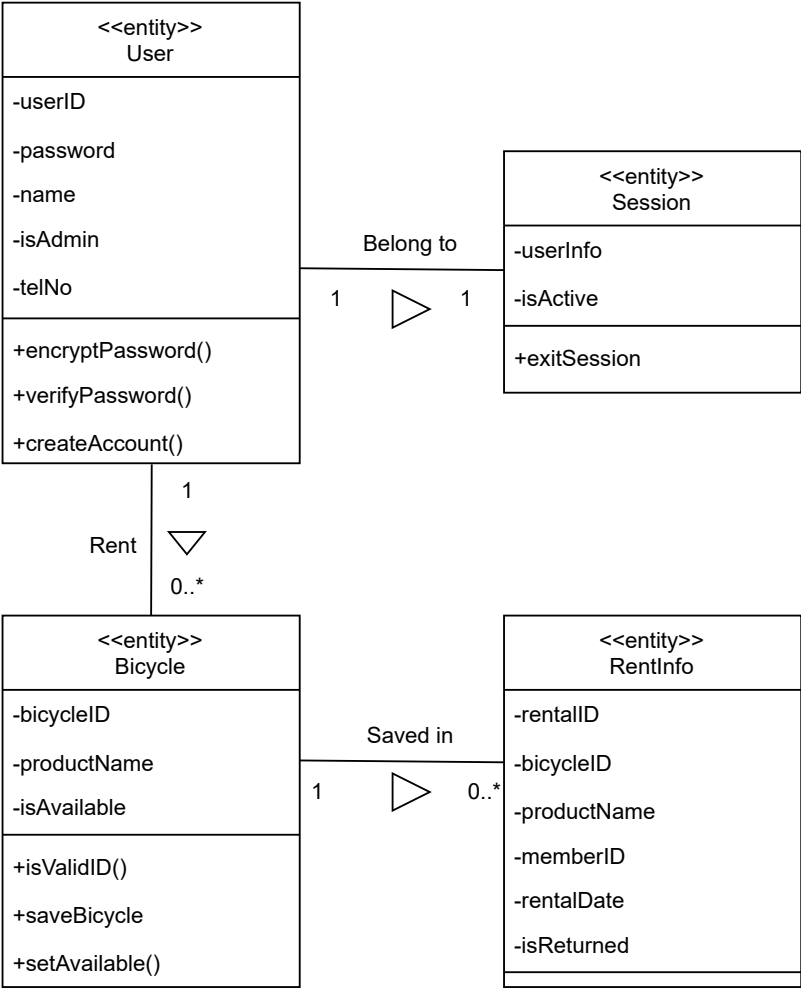 <<entity>>
User
-userID
-password
-name
-isAdmin
-telNo
+encryptPassword()
+verifyPassword()
+createAccount()
Belong to
1
1
<<entity>>
Session
-userInfo
-isActive
+exitSession
1
Rent
0..*
<<entity>>
Bicycle
-bicycleID
-productName
-isAvailable
+isValidID()
+saveBicycle
+setAvailable()
Saved in
1
0..*
<<entity>>
RentInfo
-rentalID
-bicycleID
-productName
-memberID
-rentalDate
-isReturned